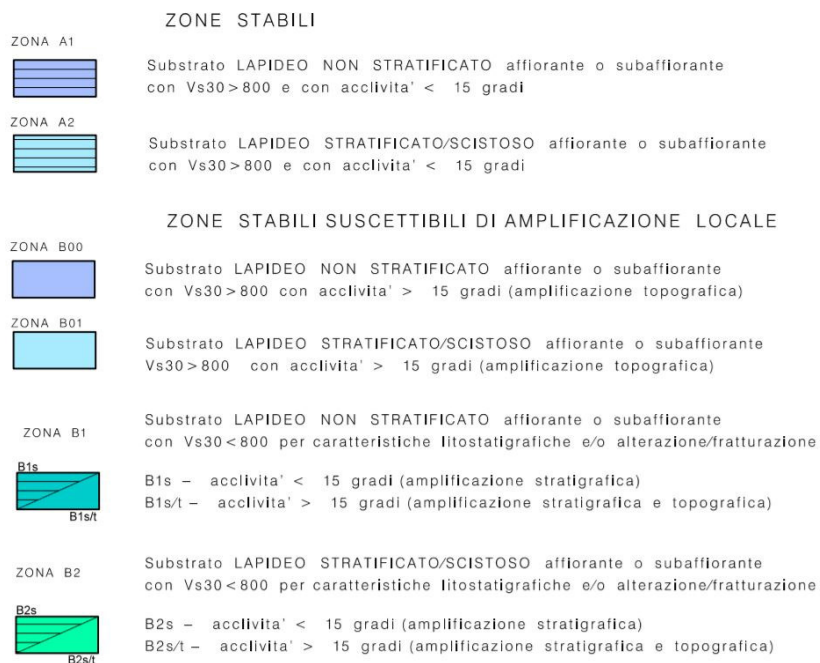 ZONE STABILI
ZONA A1
Substrato LAPIDEO NON STRATIFICATO affiorante o subaffiorante
con Vs30>800 e con acclivita' < 15 gradi
ZONA A2
Substrato LAPIDEO STRATIFICATO/SCISTOSO affiorante o subaffiorante
con Vs30>800 e con acclivita' < 15 gradi
ZONE STABILI SUSCETTIBILI DI AMPLIFICAZIONE LOCALE
ZONA B00
Substrato LAPIDEO NON STRATIFICATO affiorante o subaffiorante
con Vs30>800 con acclivita' > 15 gradi (amplificazione topografica)
ZONA B01
Substrato LAPIDEO STRATIFICATO/SCISTOSO affiorante o subaffiorante
Vs30>800 con acclivita' > 15 gradi (amplificazione topografica)
ZONA B1
Substrato LAPIDEO NON STRATIFICATO affiorante o subaffiorante
con Vs30<800 per caratteristiche litostatigrafiche e/o alterazione/fratturazione
B1s
B1s/t
B1s – acclivita' < 15 gradi (amplificazione stratigrafica)
B1s/t – acclivita' > 15 gradi (amplificazione stratigrafica e topografica)
ZONA B2
Substrato LAPIDEO STRATIFICATO/SCISTOSO affiorante o subaffiorante
con Vs30<800 per caratteristiche litostatigrafiche e/o alterazione/fratturazione
B2s
B2s/t
B2s – acclivita' < 15 gradi (amplificazione stratigrafica)
B2s/t – acclivita' > 15 gradi (amplificazione stratigrafica e topografica)